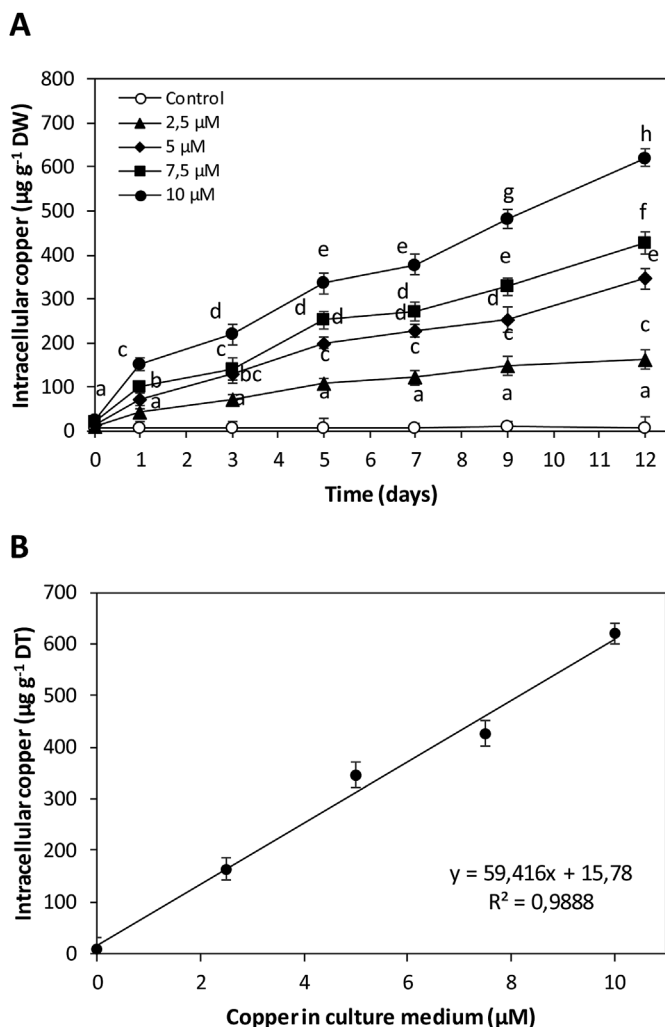 A
800
700
600
500
400
300
200
100
0
Intracellular copper (µg g⁻¹ DW)
Control
2,5 µM
5 µM
7,5 µM
10 µM
h
g
f
e e e e
d d d d d d
c c c c c c
a b bc
a a a a a a
0 1 2 3 4 5 6 7 8 9 10 11 12
Time (days)
B
700
600
500
400
300
200
100
0
Intracellular copper (µg g⁻¹ DT)
y = 59,416x + 15,78
R² = 0,9888
0 2 4 6 8 10
Copper in culture medium (µM)